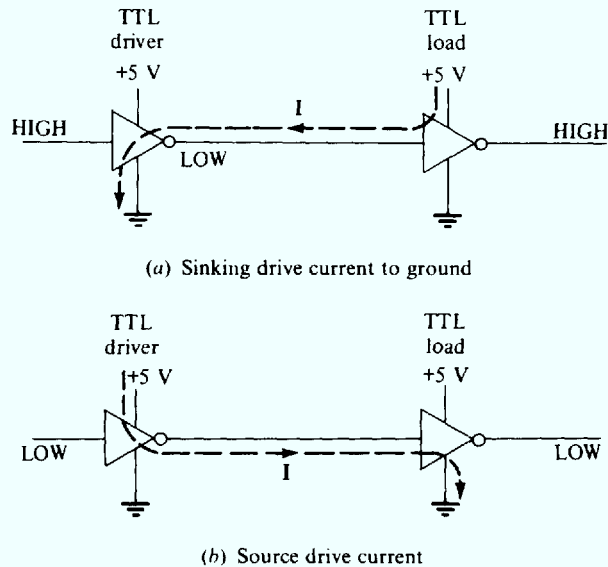 TTL driver
TTL load
+5 V
+5 V
I
HIGH
HIGH
LOW
(a) Sinking drive current to ground
TTL driver
TTL load
+5 V
+5 V
LOW
LOW
I
(b) Source drive current